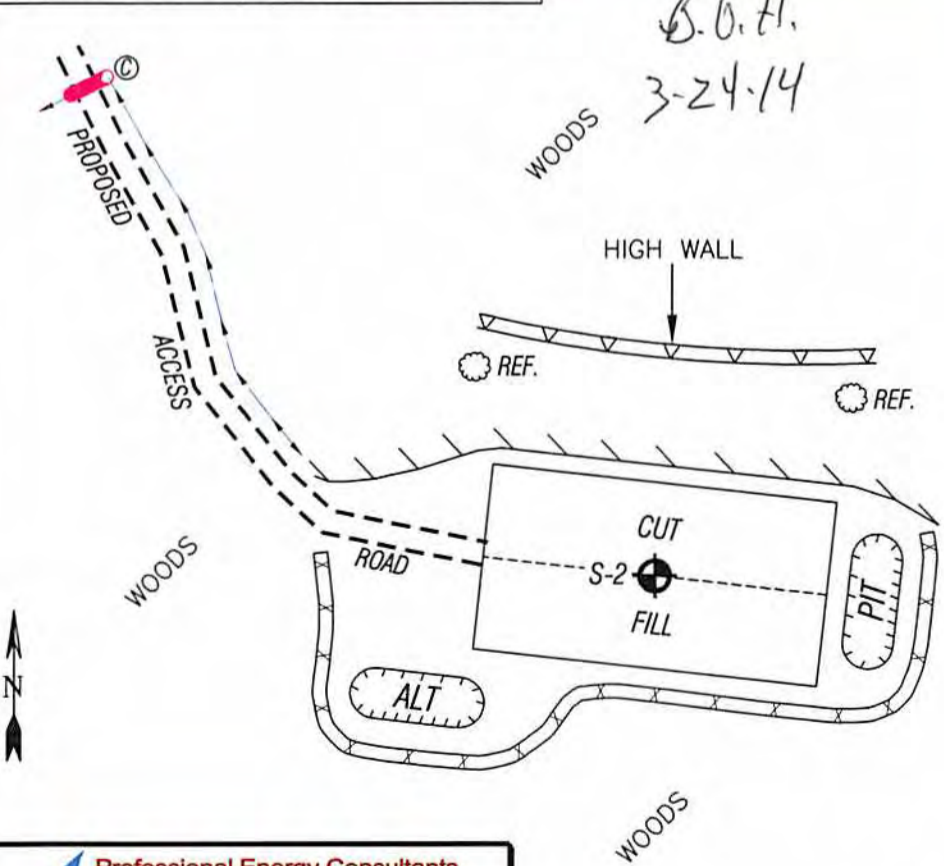 B.O.H.
3-24-14
Ⓒ
WOODS
PROPOSED
HIGH WALL
ACCESS
REF.
REF.
CUT
WOODS
ROAD
S-2
FILL
PIT
ALT
N
WOODS
Professional Energy Consultants